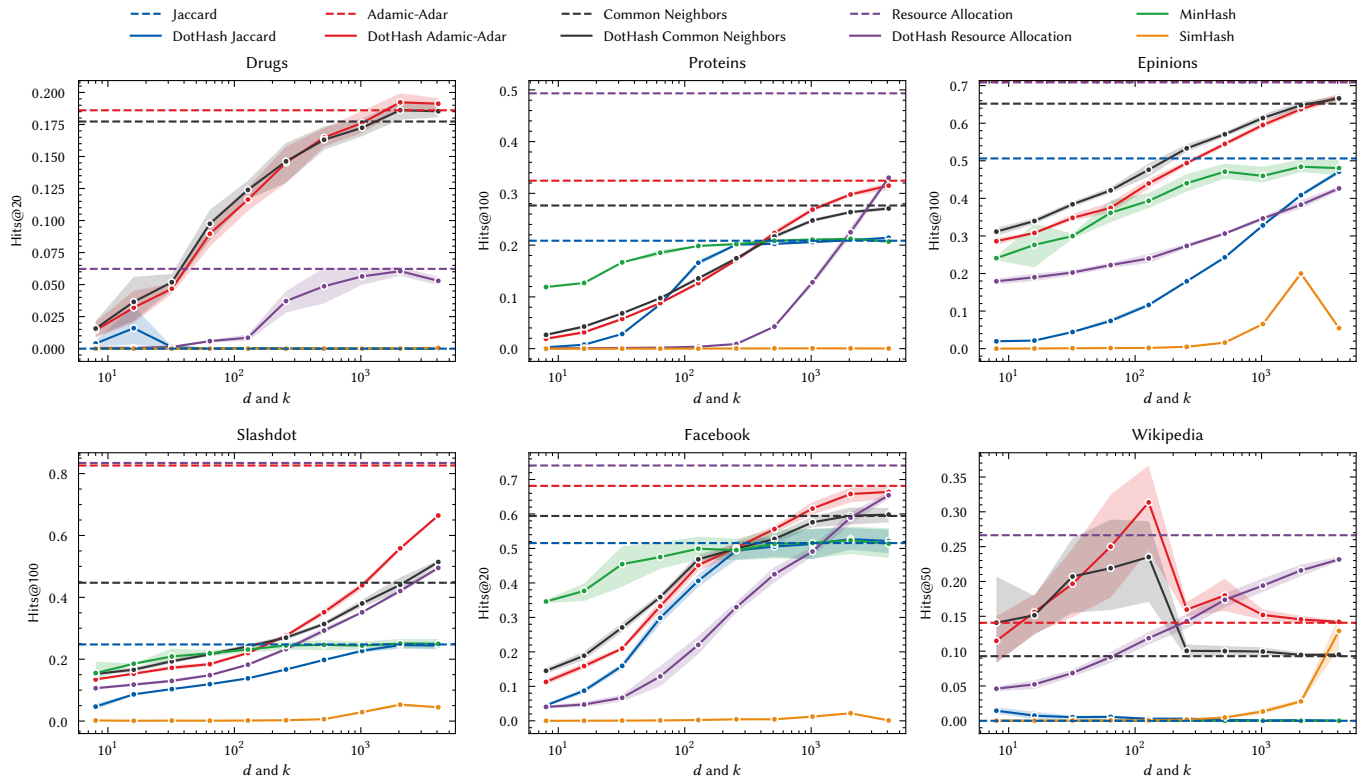 Jaccard Adamic-Adar Common Neighbors Resource Allocation MinHash
DotHash Jaccard DotHash Adamic-Adar DotHash Common Neighbors DotHash Resource Allocation SimHash
Drugs Proteins Epinions
Hits@20
0.200
0.175
0.150
0.125
0.100
0.075
0.050
0.025
0.000
10¹ 10² 10³
d and k
Hits@100
0.5
0.4
0.3
0.2
0.1
0.0
10¹ 10² 10³
d and k
Hits@100
0.7
0.6
0.5
0.4
0.3
0.2
0.1
0.0
10¹ 10² 10³
d and k
Slashdot Facebook Wikipedia
Hits@100
0.8
0.6
0.4
0.2
0.0
10¹ 10² 10³
d and k
Hits@20
0.7
0.6
0.5
0.4
0.3
0.2
0.1
0.0
10¹ 10² 10³
d and k
Hits@50
0.35
0.30
0.25
0.20
0.15
0.10
0.05
0.00
10¹ 10² 10³
d and k